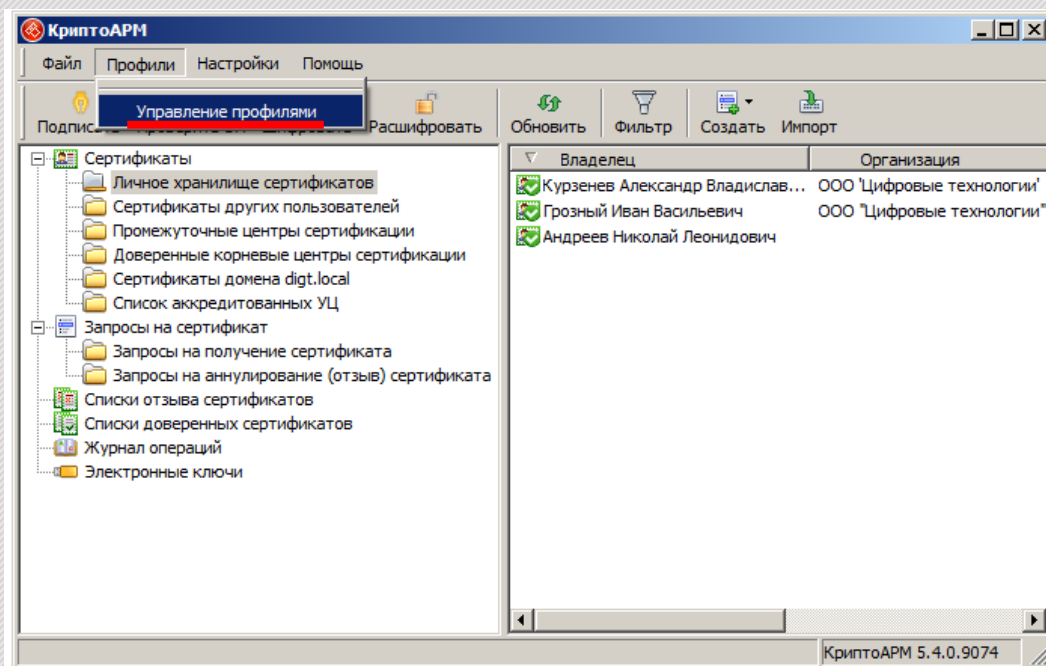 КриптоАРМ
Файл Профили Настройки Помощь
Управление профилями
Расшифровать Обновить Фильтр Создать Импорт
Сертификаты
Личное хранилище сертификатов
Сертификаты других пользователей
Промежуточные центры сертификации
Доверенные корневые центры сертификации
Сертификаты домена digt.local
Список аккредитованных УЦ
Запросы на сертификат
Запросы на получение сертификата
Запросы на аннулирование (отзыв) сертификата
Списки отзыва сертификатов
Списки доверенных сертификатов
Журнал операций
Электронные ключи
Владелец Организация
Курзенев Александр Владислав... ООО 'Цифровые технологии'
Грозный Иван Васильевич ООО "Цифровые технологии"
Андреев Николай Леонидович
КриптоАРМ 5.4.0.9074